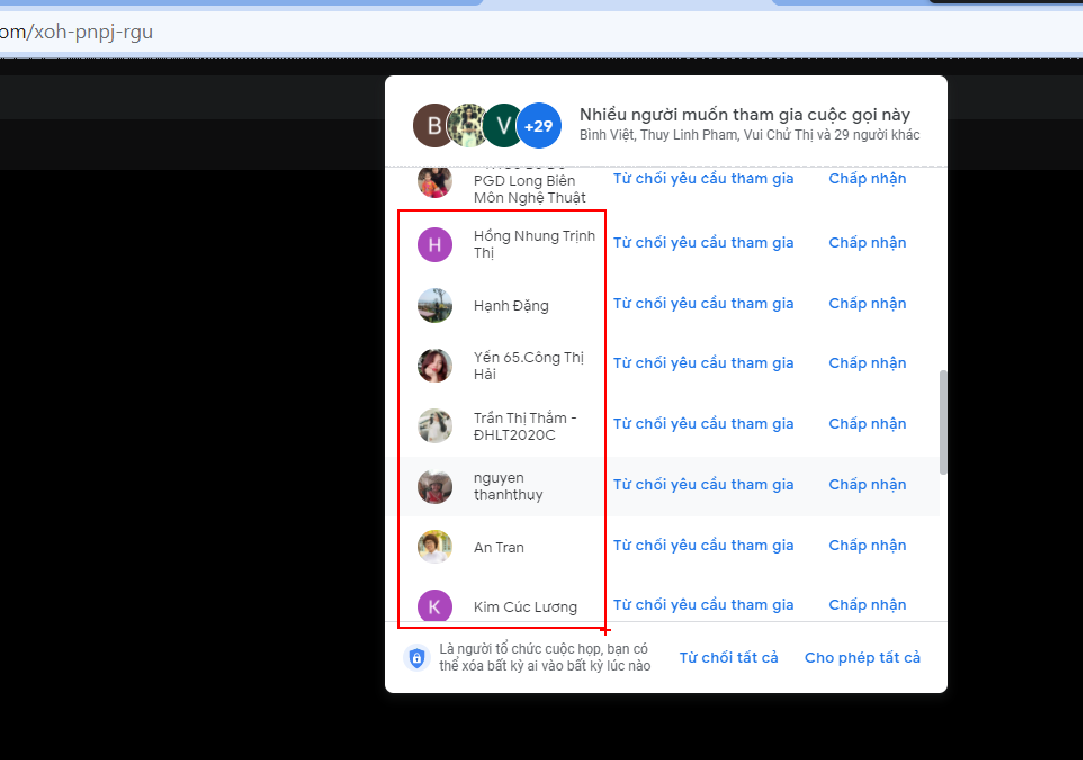 om/xoh-pnpj-rgu
B V +29
Nhiều người muốn tham gia cuộc gọi này
Bình Việt, Thuy Linh Pham, Vui Chử Thị và 29 người khác
PGD Long Biên
Môn Nghệ Thuật
Từ chối yêu cầu tham gia Chấp nhận
H
Hồng Nhung Trịnh
Thị
Từ chối yêu cầu tham gia Chấp nhận
Hạnh Đặng
Từ chối yêu cầu tham gia Chấp nhận
Yến 65.Công Thị
Hải
Từ chối yêu cầu tham gia Chấp nhận
Trần Thị Thắm -
ĐHLT2020C
Từ chối yêu cầu tham gia Chấp nhận
nguyen
thanhthuy
Từ chối yêu cầu tham gia Chấp nhận
An Tran
Từ chối yêu cầu tham gia Chấp nhận
K
Kim Cúc Lương
Từ chối yêu cầu tham gia Chấp nhận
Là người tổ chức cuộc họp, bạn có
thể xóa bất kỳ ai vào bất kỳ lúc nào
Từ chối tất cả Cho phép tất cả